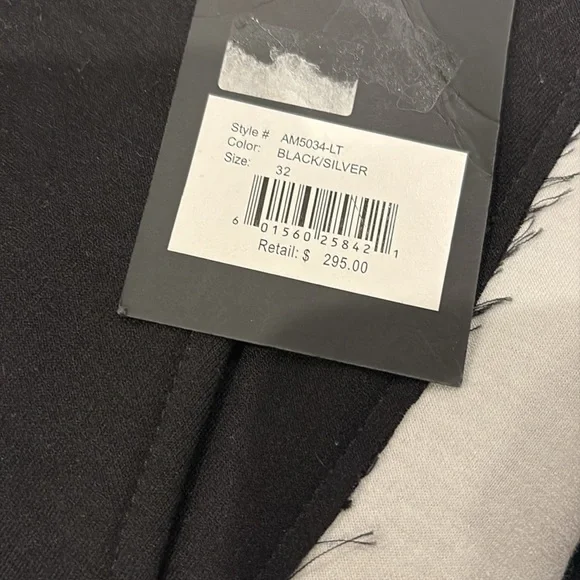 Style # AM5034-LT
Color: BLACK/SILVER
Size: 32
6 01560 25842 1
Retail: $ 295.00